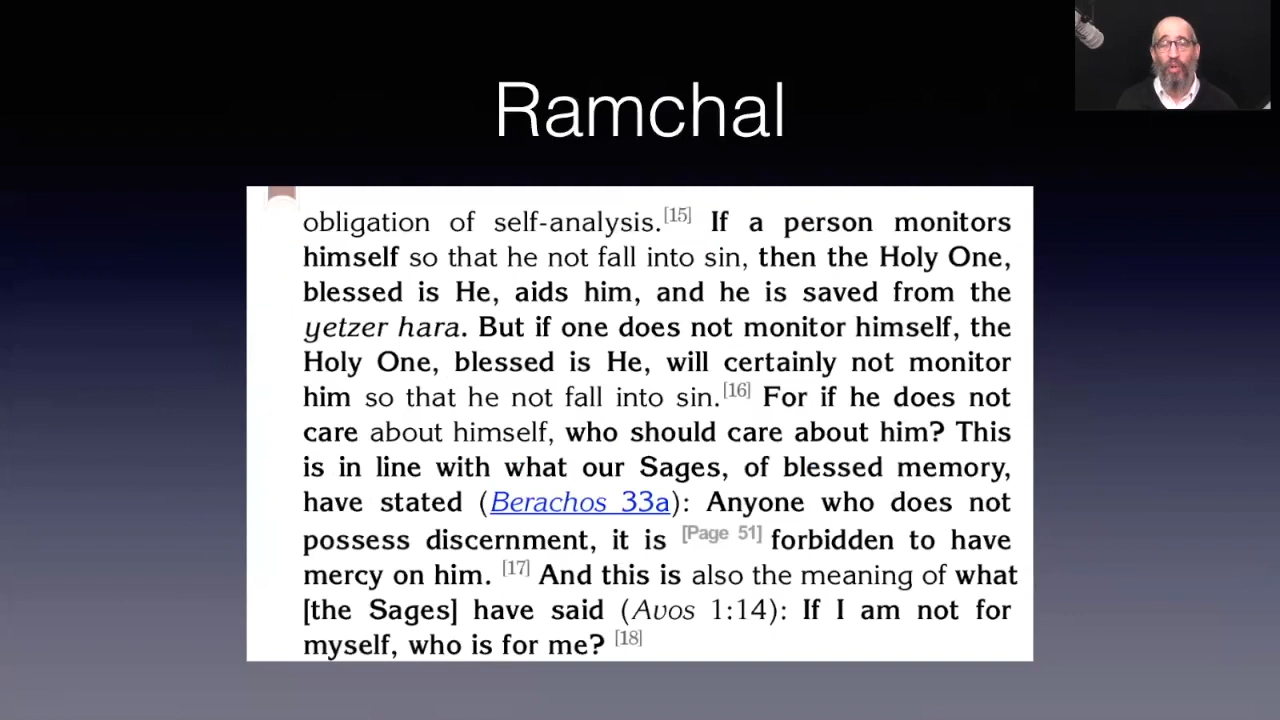 Ramchal
obligation of self-analysis.[15] If a person monitors
himself so that he not fall into sin, then the Holy One,
blessed is He, aids him, and he is saved from the
yetzer hara. But if one does not monitor himself, the
Holy One, blessed is He, will certainly not monitor
him so that he not fall into sin.[16] For if he does not
care about himself, who should care about him? This
is in line with what our Sages, of blessed memory,
have stated (Berachos 33a): Anyone who does not
possess discernment, it is [Page 51] forbidden to have
mercy on him. [17] And this is also the meaning of what
[the Sages] have said (Avos 1:14): If I am not for
myself, who is for me? [18]